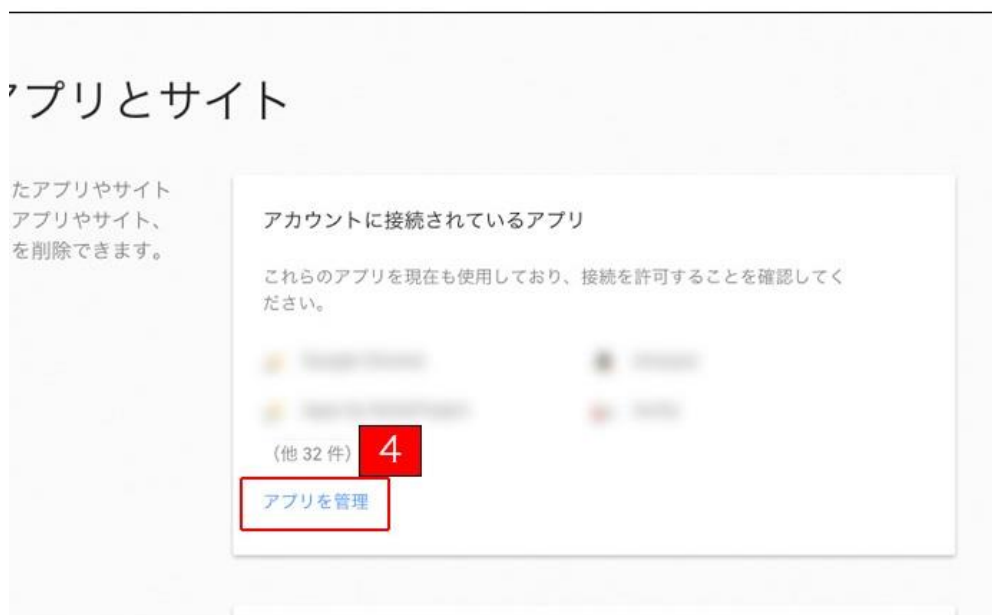 アプリとサイト
たアプリやサイト
アプリやサイト、
を削除できます。
アカウントに接続されているアプリ
これらのアプリを現在も使用しており、接続を許可することを確認してく
ださい。
（他 32 件）
4
アプリを管理